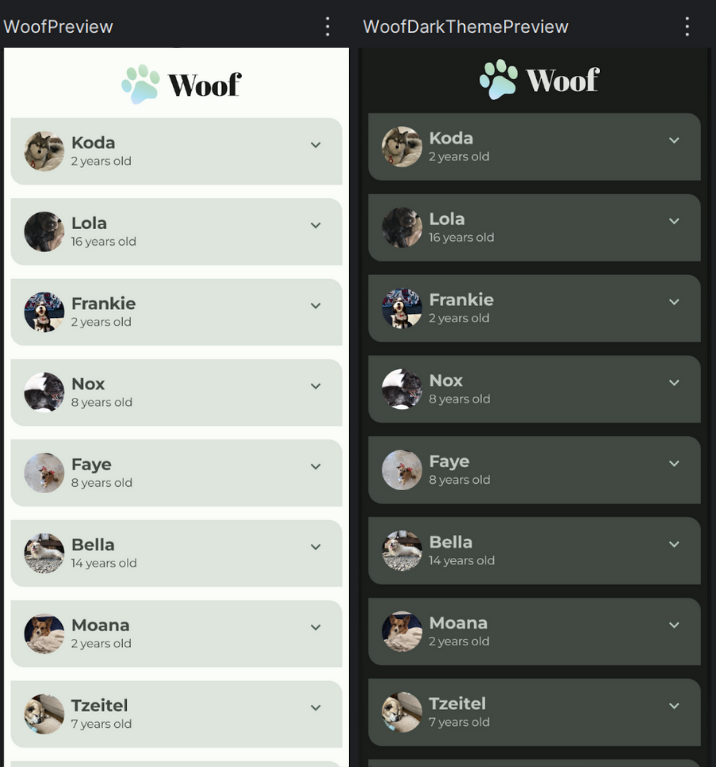 WoofPreview
Woof
Koda
2 years old
Lola
16 years old
Frankie
2 years old
Nox
8 years old
Faye
8 years old
Bella
14 years old
Moana
2 years old
Tzeitel
7 years old
WoofDarkThemePreview
Woof
Koda
2 years old
Lola
16 years old
Frankie
2 years old
Nox
8 years old
Faye
8 years old
Bella
14 years old
Moana
2 years old
Tzeitel
7 years old